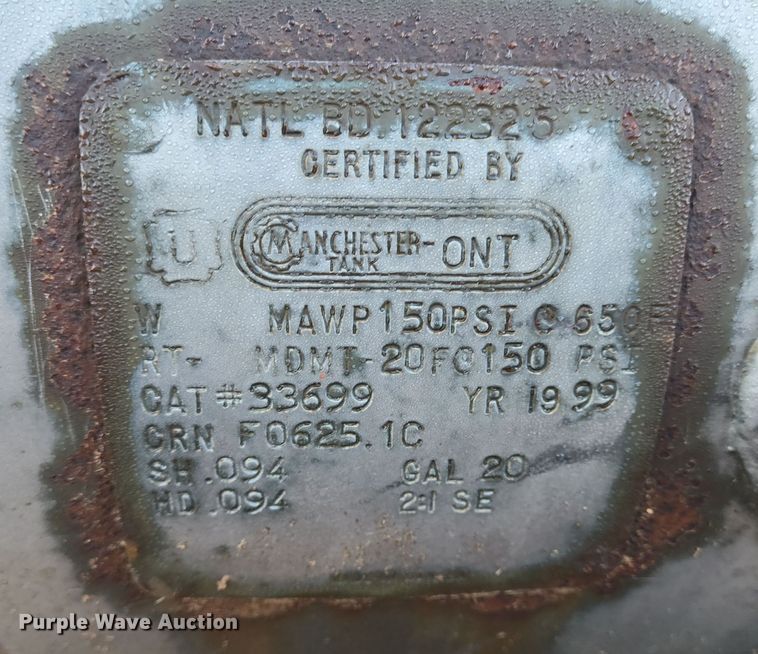 NATL BD 122325
CERTIFIED BY
U MANCHESTER- ONT
TANK
W MAWP 150PSI @ 650F
RT- MDMT-20F@150 PSI
CAT#33699 YR 1999
CRN F0625.1C
SH .094 GAL 20
HD .094 2:1 SE
Purple Wave Auction